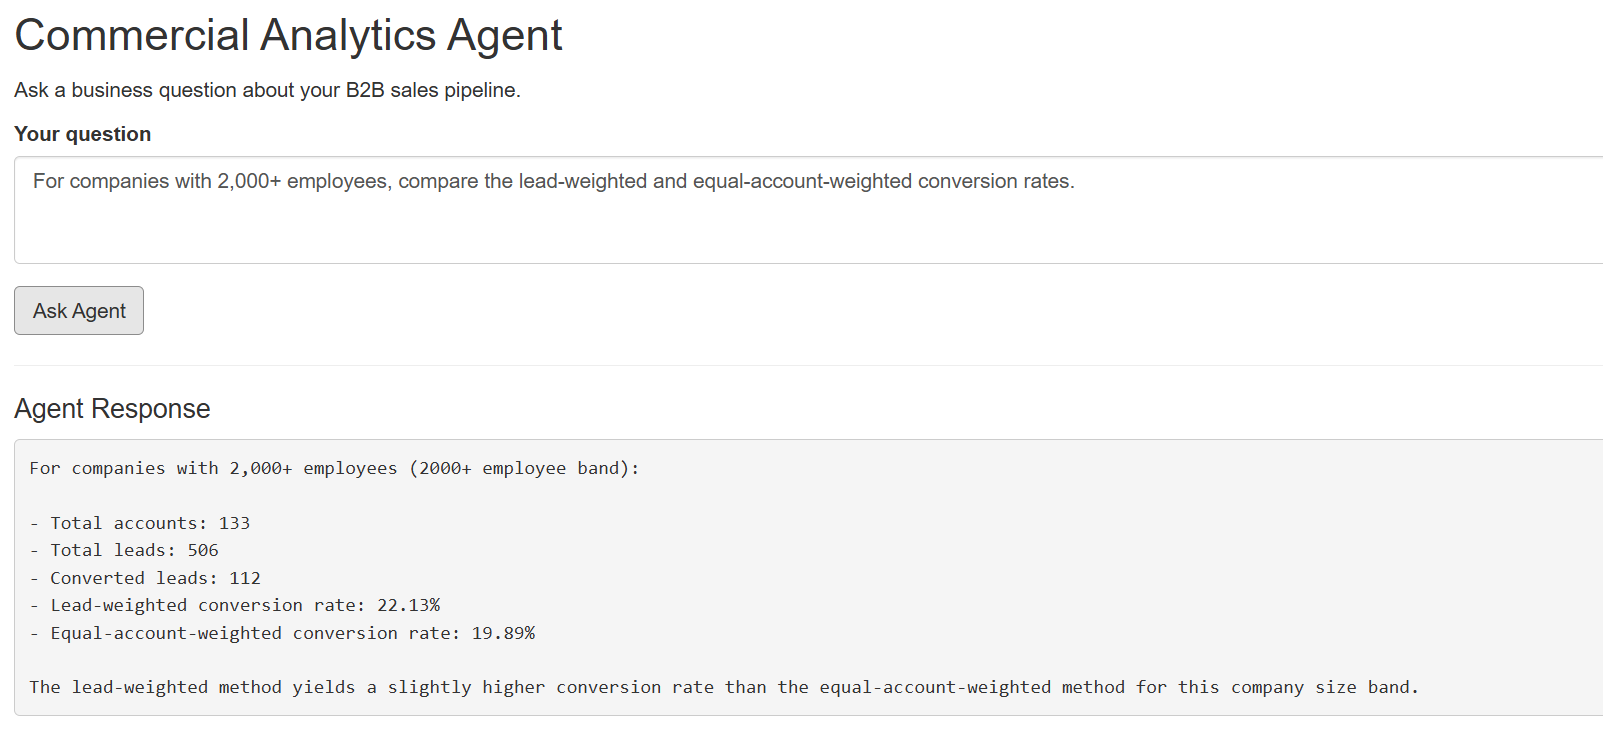 Commercial Analytics Agent
Ask a business question about your B2B sales pipeline.
Your question
For companies with 2,000+ employees, compare the lead-weighted and equal-account-weighted conversion rates.
Ask Agent
Agent Response
For companies with 2,000+ employees (2000+ employee band):
- Total accounts: 133
- Total leads: 506
- Converted leads: 112
- Lead-weighted conversion rate: 22.13%
- Equal-account-weighted conversion rate: 19.89%
The lead-weighted method yields a slightly higher conversion rate than the equal-account-weighted method for this company size band.